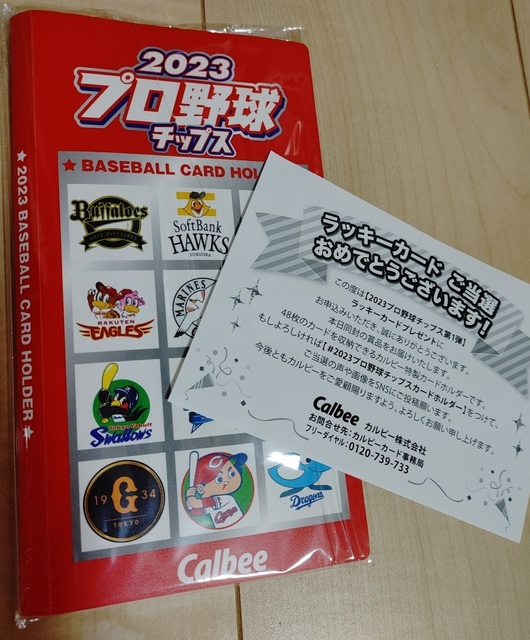 2023
プロ野球
チップス
★ BASEBALL CARD HOL
★ 2023 BASEBALL CARD HOLDER ★
Buffaloes
SoftBank
HAWKS
FUKUOKA
RAKUTEN
EAGLES
MARINES
Tokyo Yakult
Swallows
19 G 34
TOKYO
Carp
Dragons
Calbee
ラッキーカード ご当選
おめでとうございます!
この度は【2023プロ野球チップス第1弾】
ラッキーカードプレゼントに
お申込みいただき、誠にありがとうございます。
本日同封の賞品をお届けいたします。
48枚のカードを収納できるカルビー特製カードホルダーです。
もしよろしければ【#2023プロ野球チップスカードホルダー】をつけて、
ご当選の声や画像をSNSにご投稿願います。
今後ともカルビーをご愛顧賜りますよう、よろしくお願い申し上げます。
Calbee カルビー株式会社
お問合せ先:カルビーカード事務局
フリーダイヤル:0120-739-733